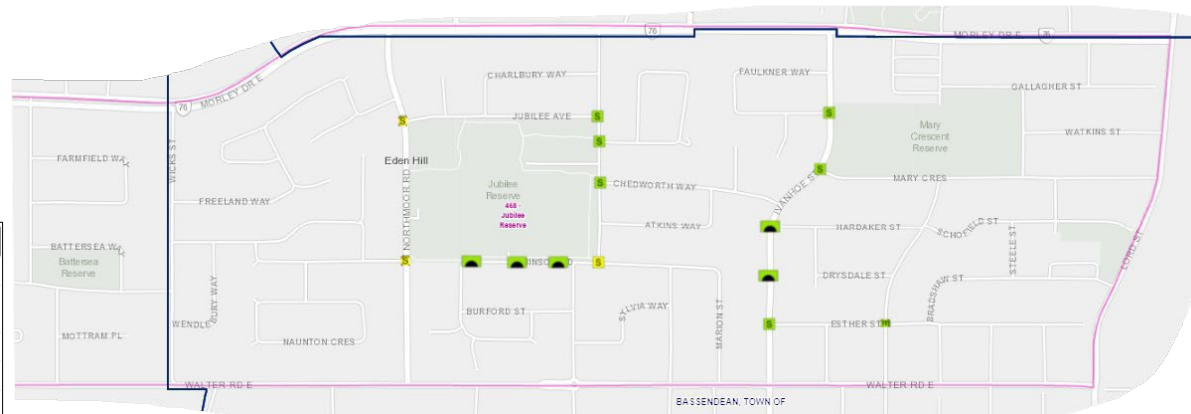 76
MORLEY DR E
76
MORLEY DR E
76
CHARLBURY WAY
FAULKNER WAY
GALLAGHER ST
JUBILEE AVE
S
S
S
S
S
Mary
Crescent
Reserve
WATKINS ST
FARMFIELD WAY
WICKS ST
Eden Hill
S
S
CHEDWORTH WAY
IVANHOE ST
MARY CRES
Jubilee
Reserve
468 -
Jubilee
Reserve
FREELAND WAY
NORTHMOOR RD
ATKINS WAY
HARDAKER ST
SCHOFIELD ST
STEELE ST
LORD ST
BATTERSEA WAY
Battersea
Reserve
S
S
DRYSDALE ST
BRADSHAW ST
BURY WAY
WENDLE
BURFORD ST
SYLVIA WAY
MARION ST
S
ESTHER ST
MOTTRAM PL
NAUNTON CRES
WALTER RD E
WALTER RD E
BASSENDEAN, TOWN OF